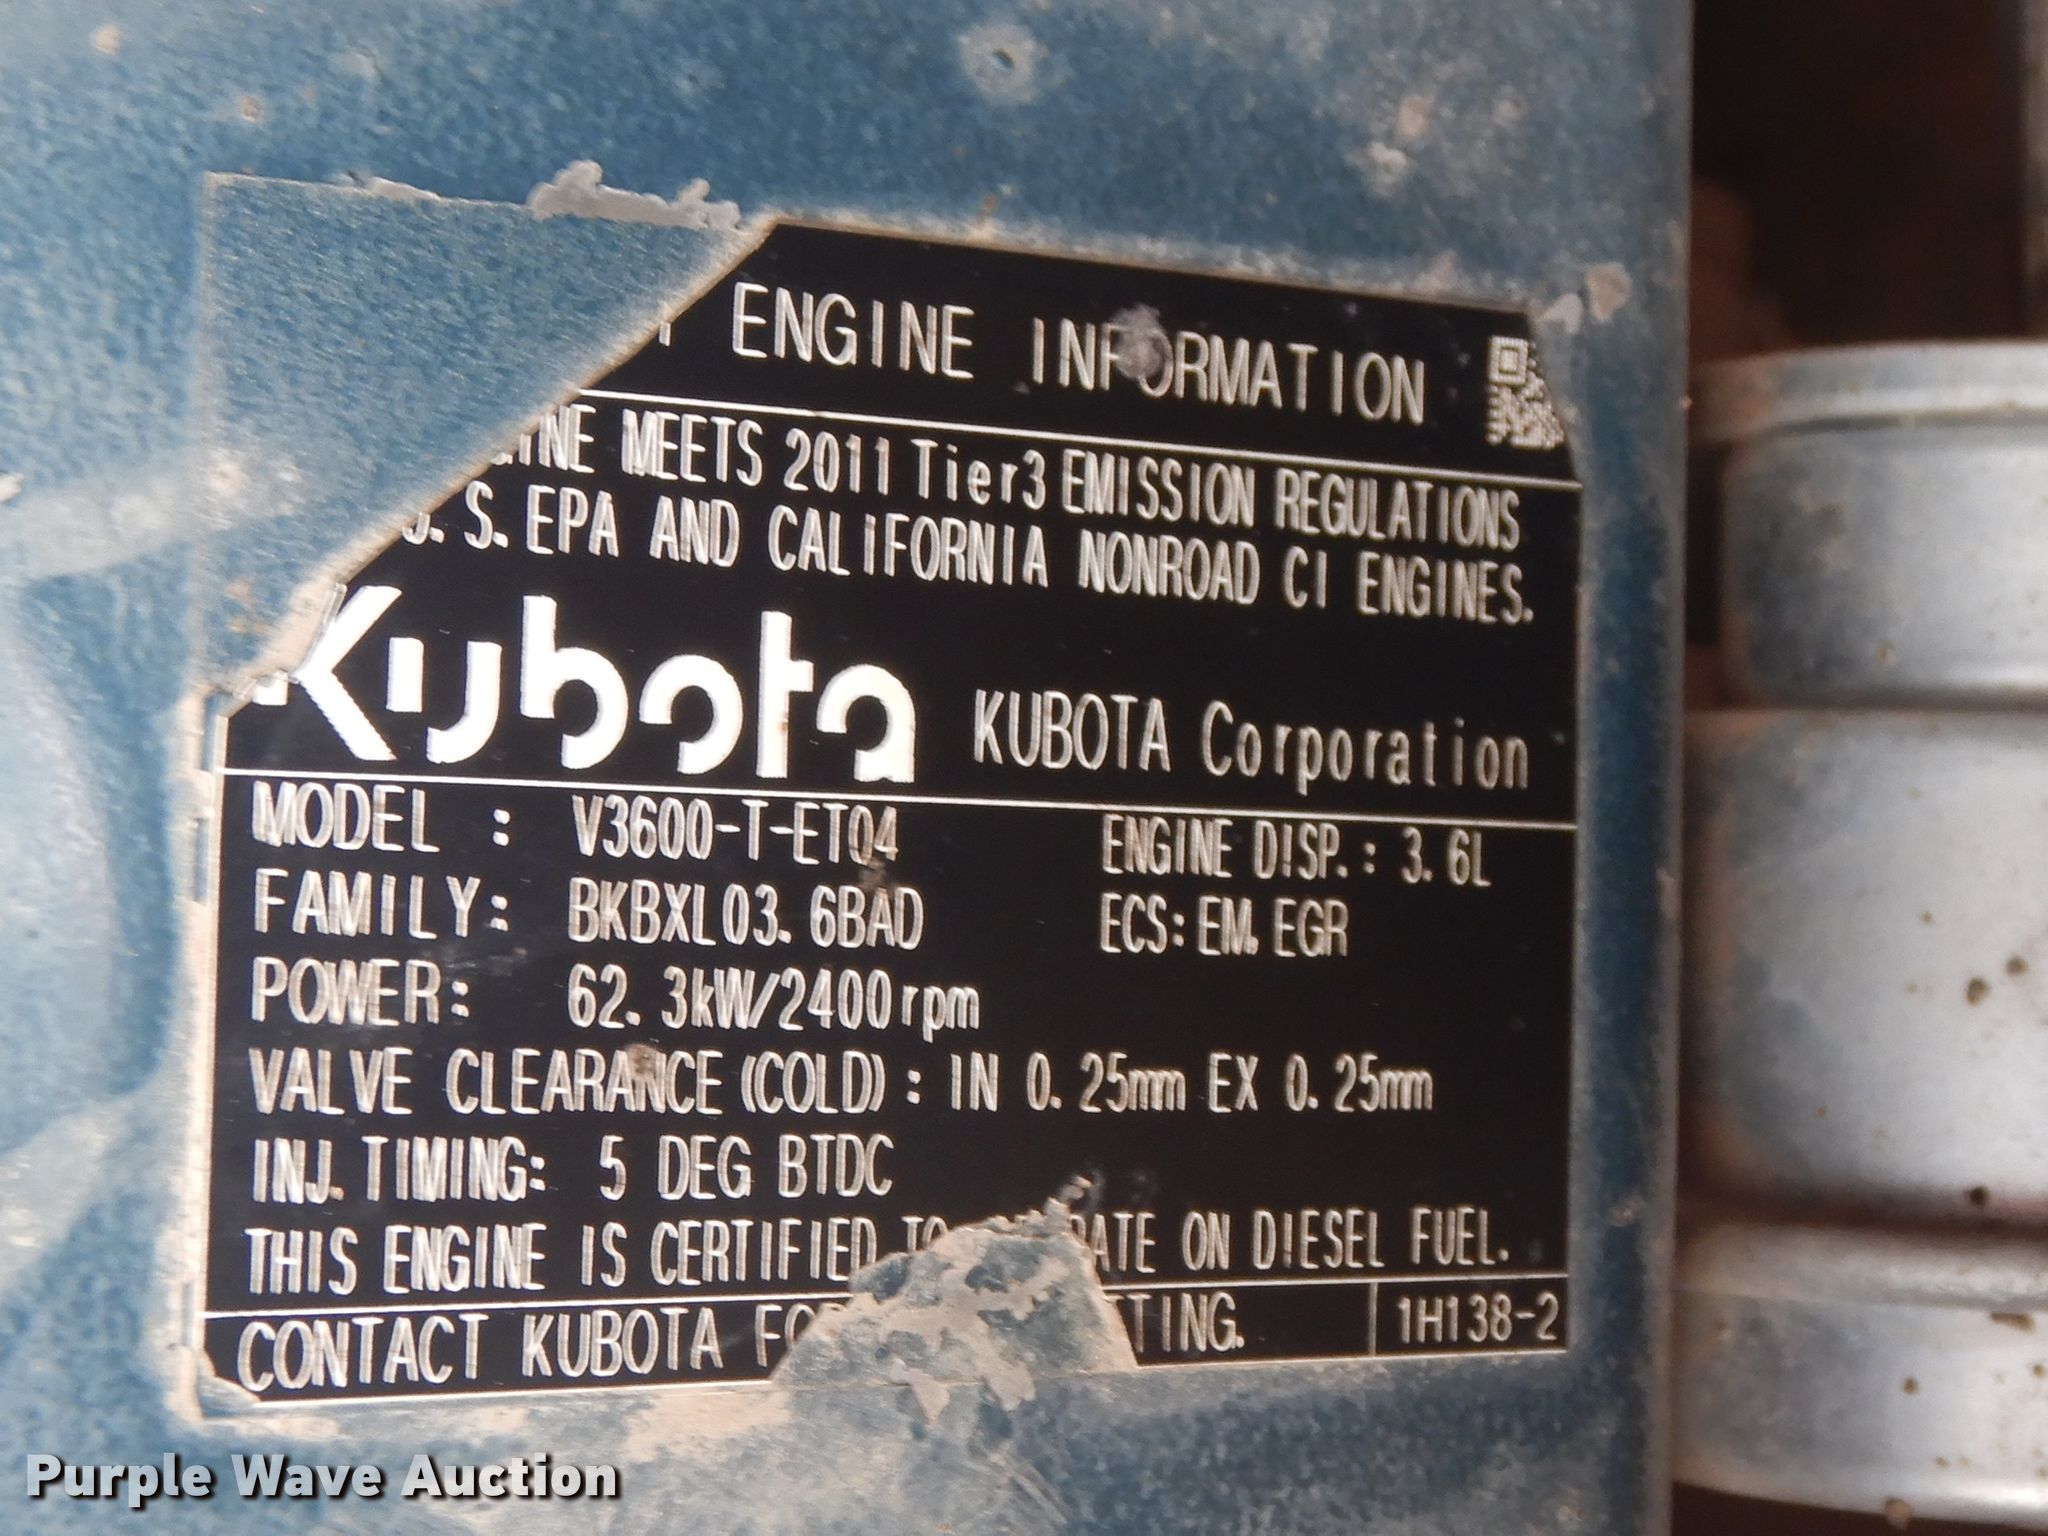 ENGINE INFORMATION
MEETS 2011 Tier3 EMISSION REGULATIONS
S. EPA AND CALIFORNIA NONROAD CI ENGINES.
Kubota KUBOTA Corporation
MODEL : V3600-T-ET04 ENGINE DISP.: 3.6L
FAMILY: BKBXL03.6BAD ECS: EM, EGR
POWER: 62.3kW/2400rpm
VALVE CLEARANCE(COLD): IN 0.25mm EX 0.25mm
INJ. TIMING: 5 DEG BTDC
THIS ENGINE IS CERTIFIED ON DIESEL FUEL.
CONTACT KUBOTA 1H138-2
Purple Wave Auction